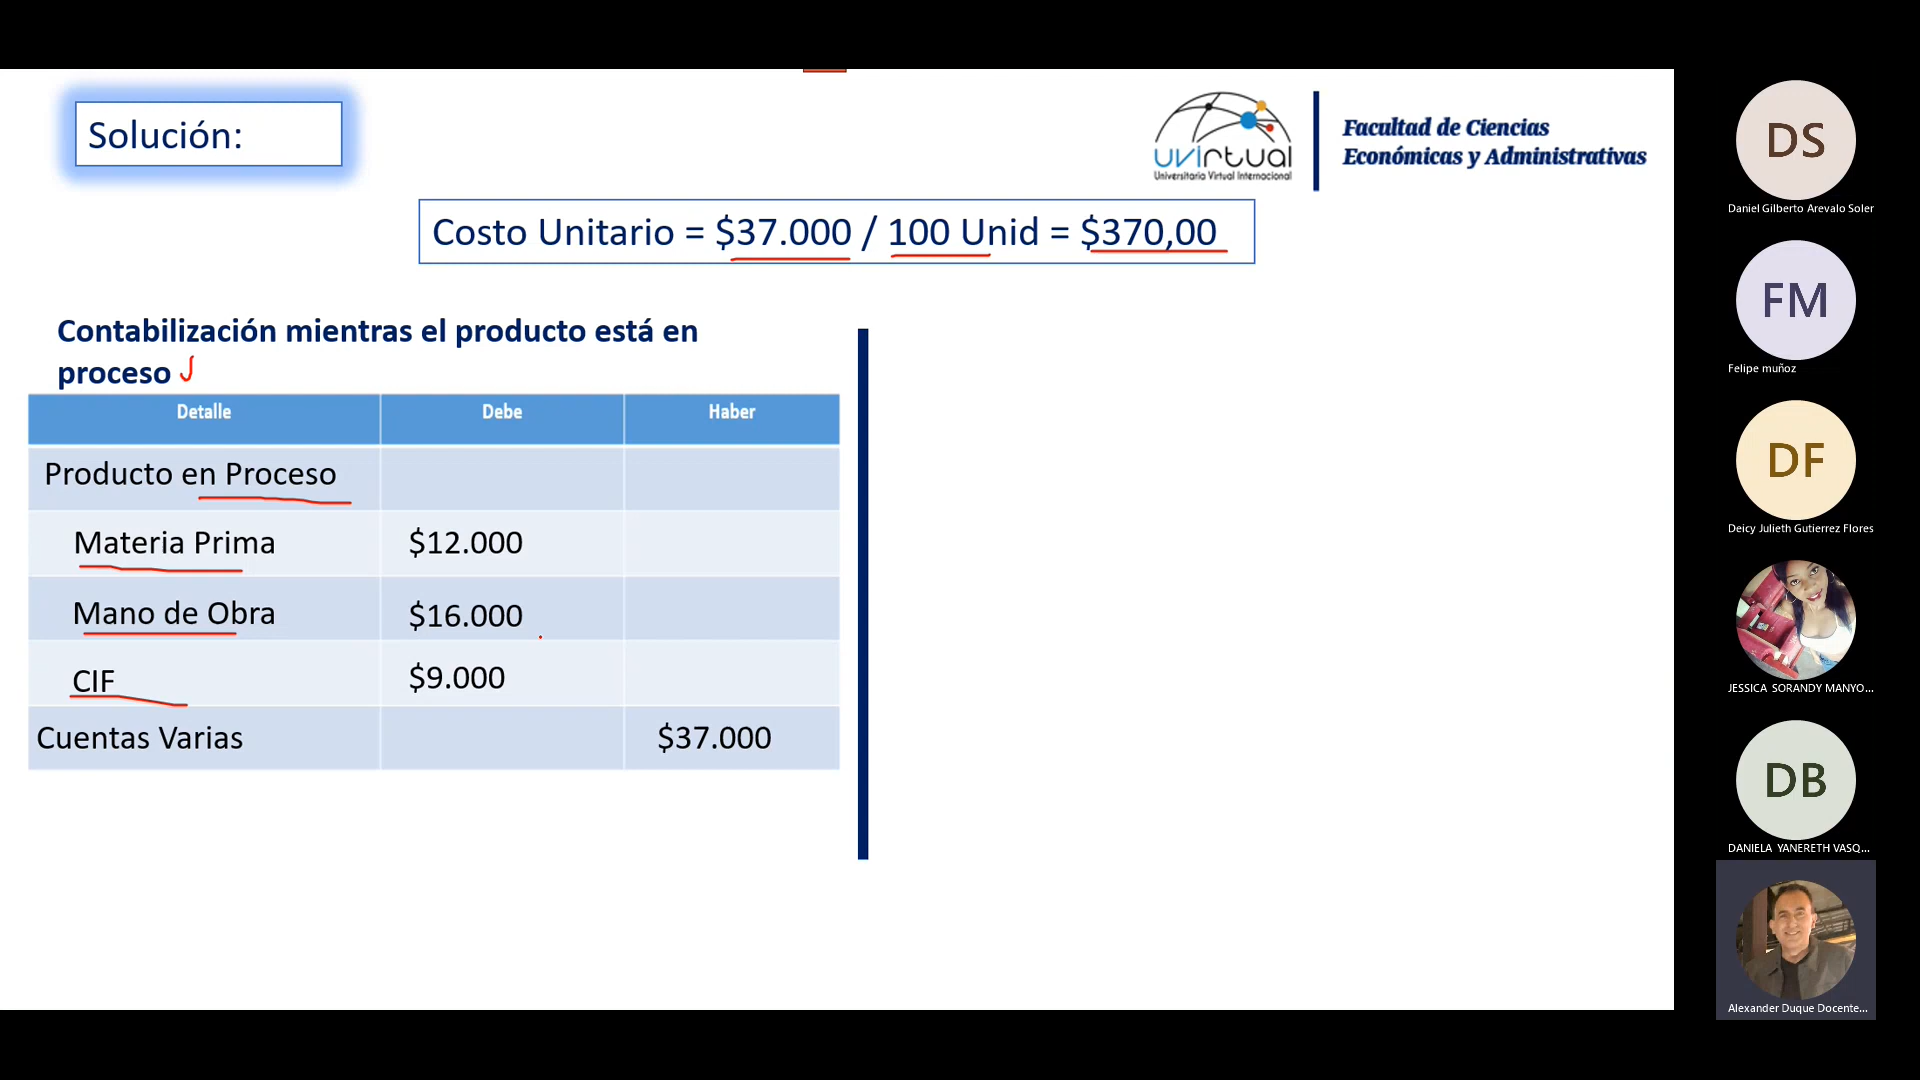 Solución:
uvirtual
Universitaria Virtual Internacional
Facultad de Ciencias
Económicas y Administrativas
Costo Unitario = $37.000 / 100 Unid = $370,00
Contabilización mientras el producto está en
proceso
Detalle Debe Haber
Producto en Proceso
Materia Prima $12.000
Mano de Obra $16.000
CIF $9.000
Cuentas Varias $37.000
DS
Daniel Gilberto Arevalo Soler
FM
Felipe muñoz
DF
Deicy Julieth Gutierrez Flores
JESSICA SORANDY MANYO...
DB
DANIELA YANERETH VASQ...
Alexander Duque Docente...